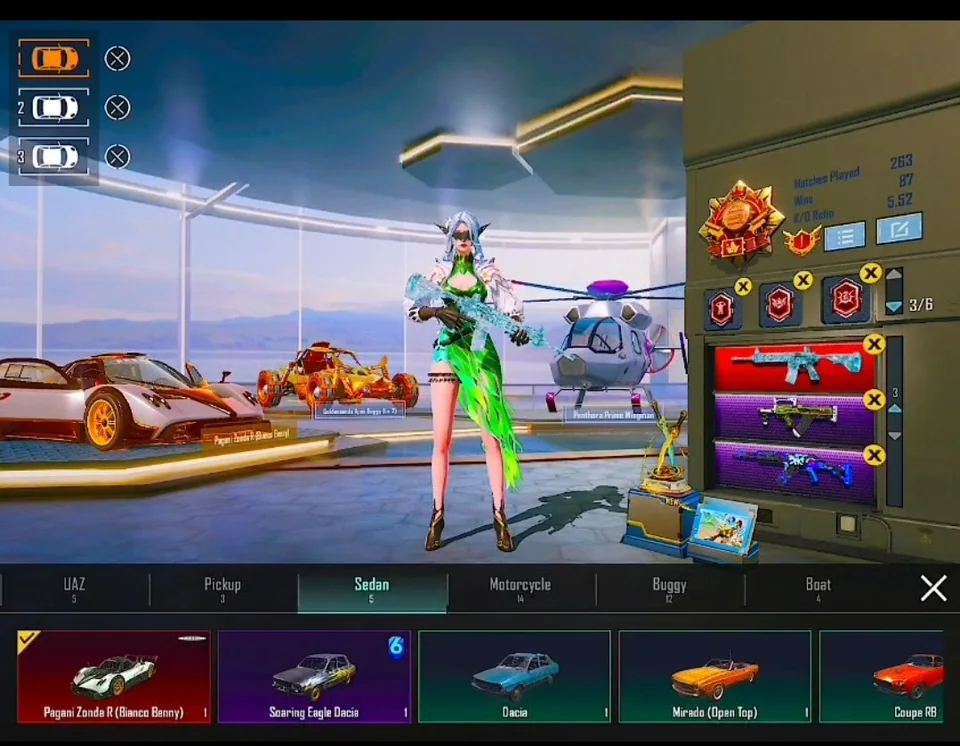 2
3
Matches Played 263
Wins 87
K/D Ratio 5.52
3/6
3
Pagani Zonda R (Bianco Benny)
Panthera Prime Wingman
NEW
UAZ
5
Pickup
3
Sedan
5
Motorcycle
14
Buggy
12
Boat
4
6
Pagani Zonda R (Bianco Benny) 1
Soaring Eagle Dacia 1
Dacia 1
Mirado (Open Top) 1
Coupe RB